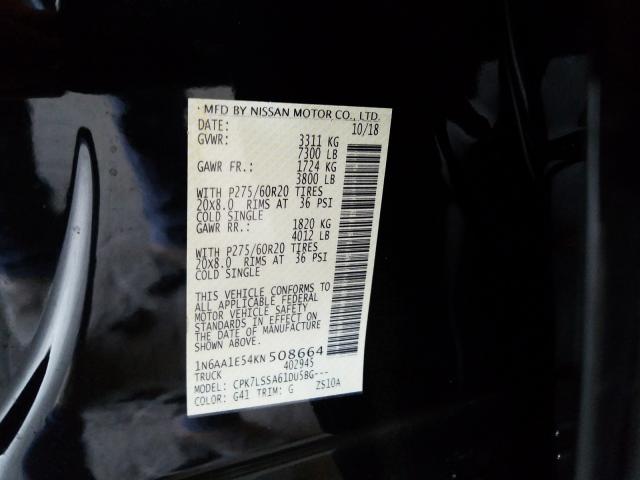 MFD BY NISSAN MOTOR CO., LTD.
DATE: 10/18
GVWR: 3311 KG
7300 LB
GAWR FR.: 1724 KG
3800 LB
WITH P275/60R20 TIRES
20x8.0 RIMS AT 36 PSI
COLD SINGLE
GAWR RR.: 1820 KG
4012 LB
WITH P275/60R20 TIRES
20x8.0 RIMS AT 36 PSI
COLD SINGLE
THIS VEHICLE CONFORMS TO
ALL APPLICABLE FEDERAL
MOTOR VEHICLE SAFETY
STANDARDS IN EFFECT ON
THE DATE OF MANUFACTURE
SHOWN ABOVE.
1N6AA1E54KN508664
TRUCK 402945
MODEL: CPK7LSSA61DU5BG---
COLOR: G41 TRIM: G ZS10A